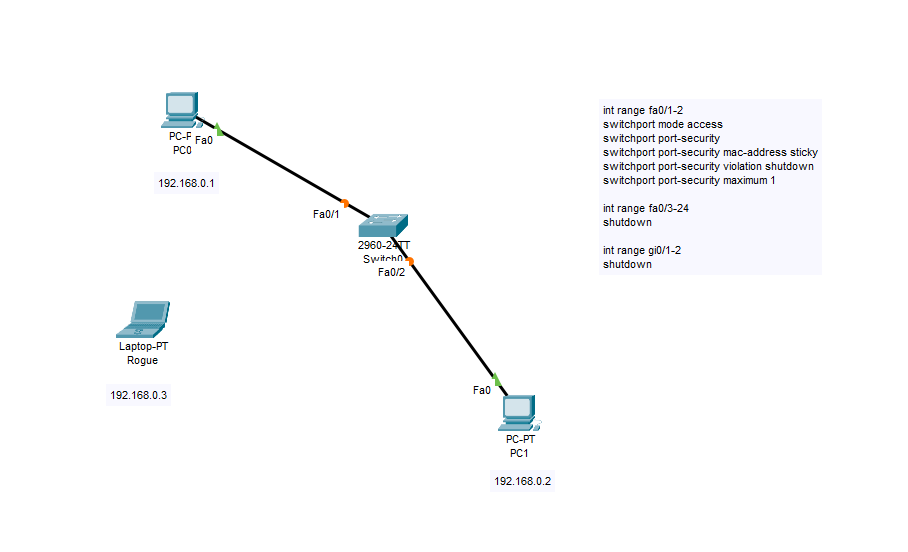 PC-P
Fa0
PC0
192.168.0.1
int range fa0/1-2
switchport mode access
switchport port-security
switchport port-security mac-address sticky
switchport port-security violation shutdown
switchport port-security maximum 1
int range fa0/3-24
shutdown
int range gi0/1-2
shutdown
Fa0/1
2960-24TT
Switch0
Fa0/2
Laptop-PT
Rogue
192.168.0.3
Fa0
PC-PT
PC1
192.168.0.2